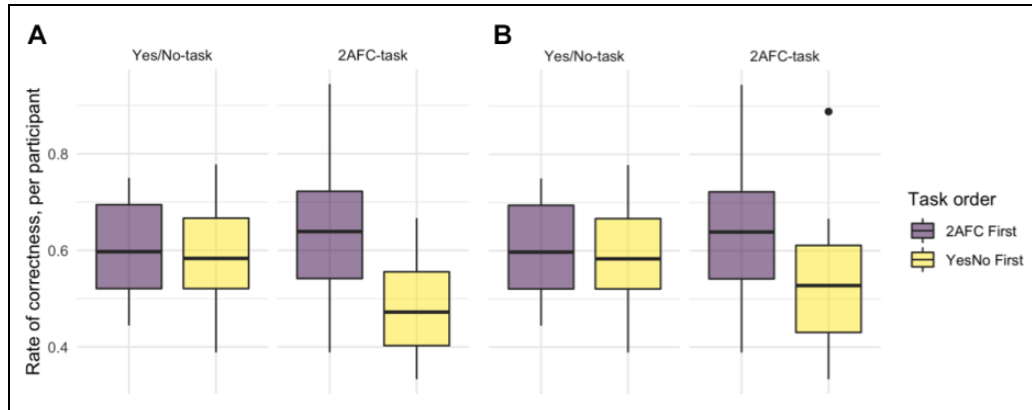 A
B
Yes/No-task
2AFC-task
Yes/No-task
2AFC-task
Rate of correctness, per participant
0.8
0.6
0.4
Task order
2AFC First
YesNo First